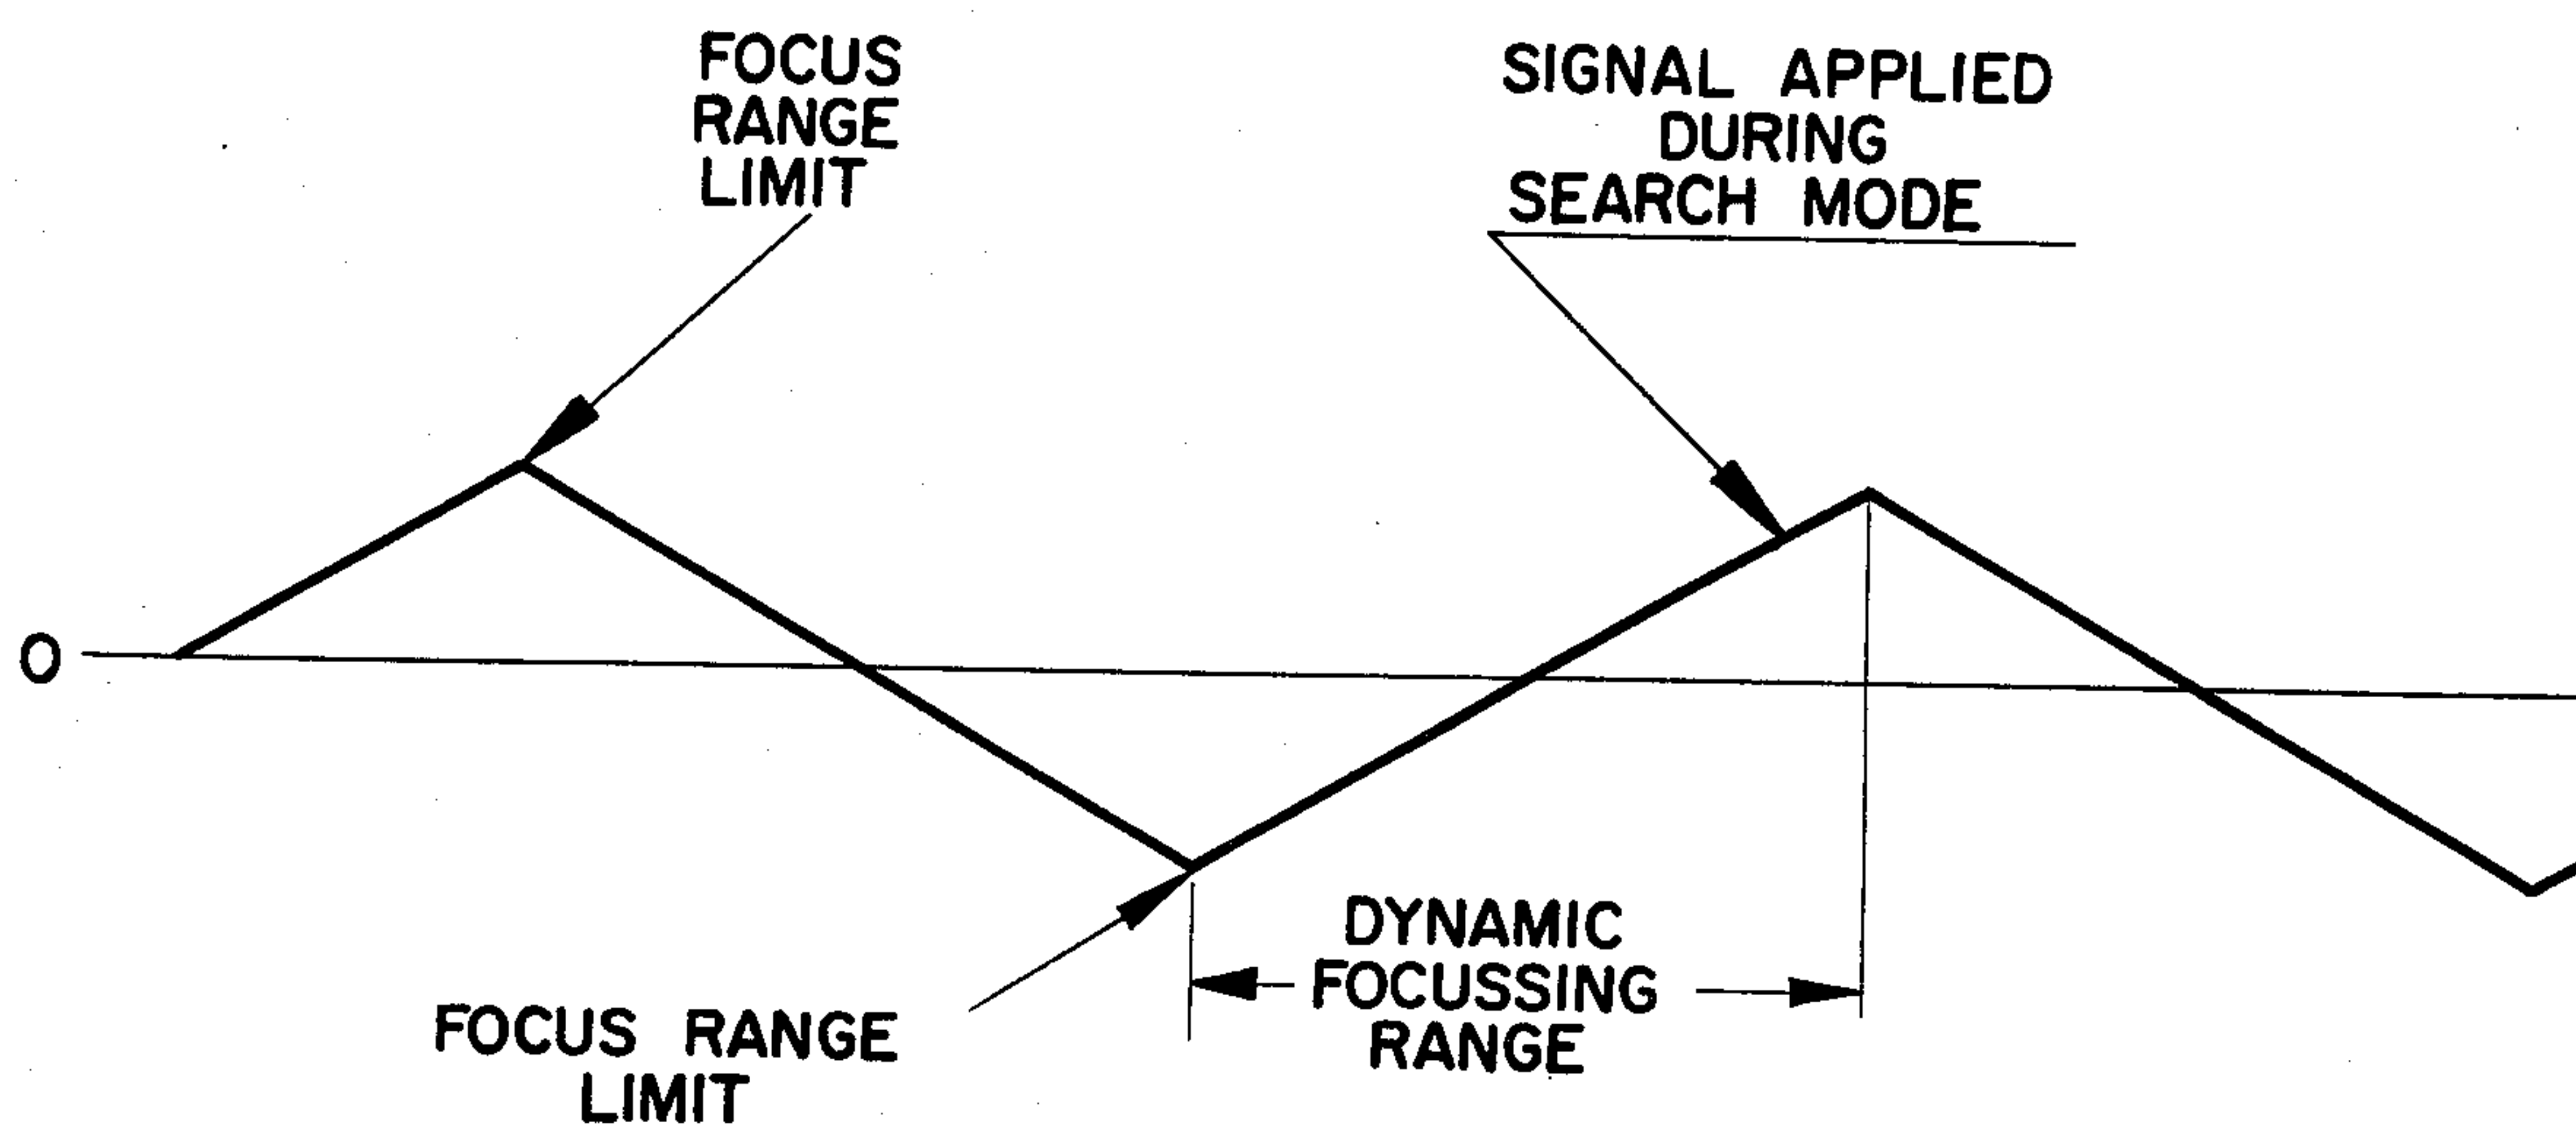 FOCUS
RANGE
LIMIT
SIGNAL APPLIED
DURING
SEARCH MODE
O
DYNAMIC
FOCUSSING
RANGE
FOCUS RANGE
LIMIT